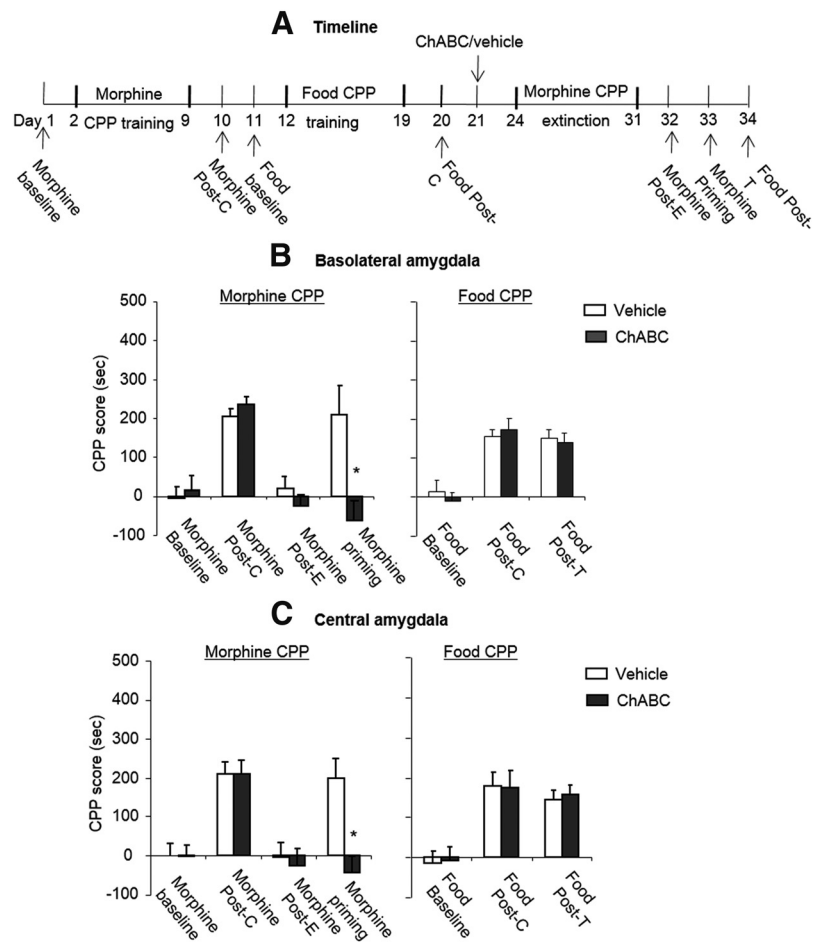 A Timeline
ChABC/vehicle
Morphine Food CPP Morphine CPP
Day 1 2 CPP training 9 10 11 12 training 19 20 21 24 extinction 31 32 33 34
Morphine
baseline
Morphine
Post-C
Food
baseline
Food Post-
C
Morphine
Post-E
Morphine
Priming
Food Post-
T
B Basolateral amygdala
Morphine CPP Food CPP
Vehicle
ChABC
CPP score (sec)
500
400
300
200
100
0
-100
*
Morphine
Baseline
Morphine
Post-C
Morphine
Post-E
Morphine
priming
Food
Baseline
Food
Post-C
Food
Post-T
C Central amygdala
Morphine CPP Food CPP
Vehicle
ChABC
CPP score (sec)
500
400
300
200
100
0
-100
*
Morphine
baseline
Morphine
Post-C
Morphine
Post-E
Morphine
priming
Food
Baseline
Food
Post-C
Food
Post-T